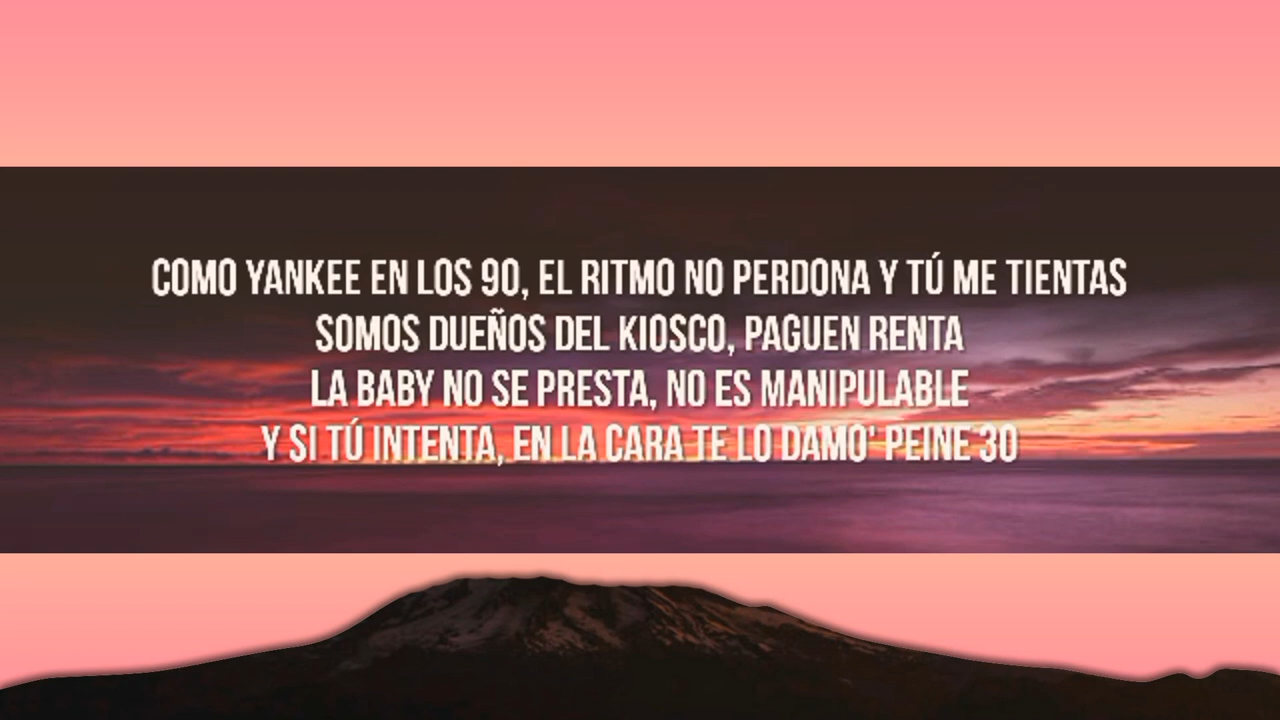 COMO YANKEE EN LOS 90, EL RITMO NO PERDONA Y TÚ ME TIENTAS
SOMOS DUEÑOS DEL KIOSCO, PAGUEN RENTA
LA BABY NO SE PRESTA, NO ES MANIPULABLE
Y SI TÚ INTENTA, EN LA CARA TE LO DAMO' PEINE 30